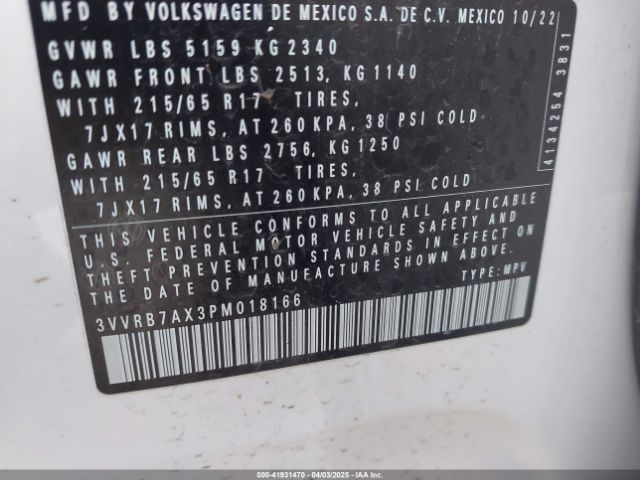 MFD BY VOLKSWAGEN DE MEXICO S.A. DE C.V. MEXICO 10/22
GVWR LBS 5159 KG 2340
GAWR FRONT LBS 2513, KG 1140
WITH 215/65 R17 TIRES,
7JX17 RIMS, AT 260 KPA, 38 PSI COLD
GAWR REAR LBS 2756, KG 1250
WITH 215/65 R17 TIRES,
7JX17 RIMS, AT 260 KPA, 38 PSI COLD
THIS VEHICLE CONFORMS TO ALL APPLICABLE
U.S. FEDERAL MOTOR VEHICLE SAFETY AND
THEFT PREVENTION STANDARDS IN EFFECT ON
THE DATE OF MANUFACTURE SHOWN ABOVE.
3VVRB7AX3PM018166
TYPE: MPV
4134254 3831
000-41931470 - 04/03/2025 - IAAI.COM